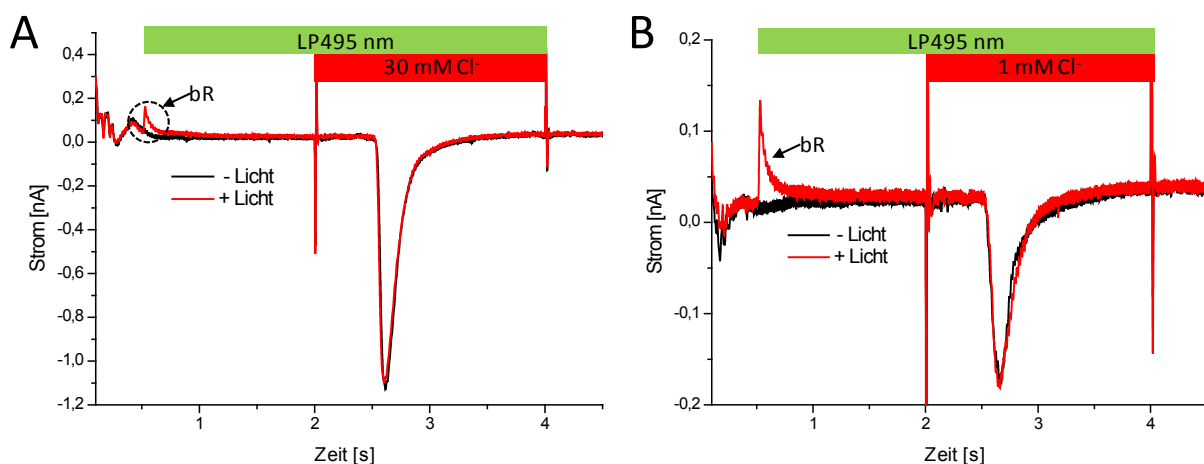 A
LP495 nm
30 mM Cl-
bR
- Licht
+ Licht
Strom [nA]
0,4
0,2
0,0
-0,2
-0,4
-0,6
-0,8
-1,0
-1,2
1
2
3
4
Zeit [s]
B
LP495 nm
1 mM Cl-
bR
- Licht
+ Licht
Strom [nA]
0,2
0,1
0,0
-0,1
-0,2
1
2
3
4
Zeit [s]